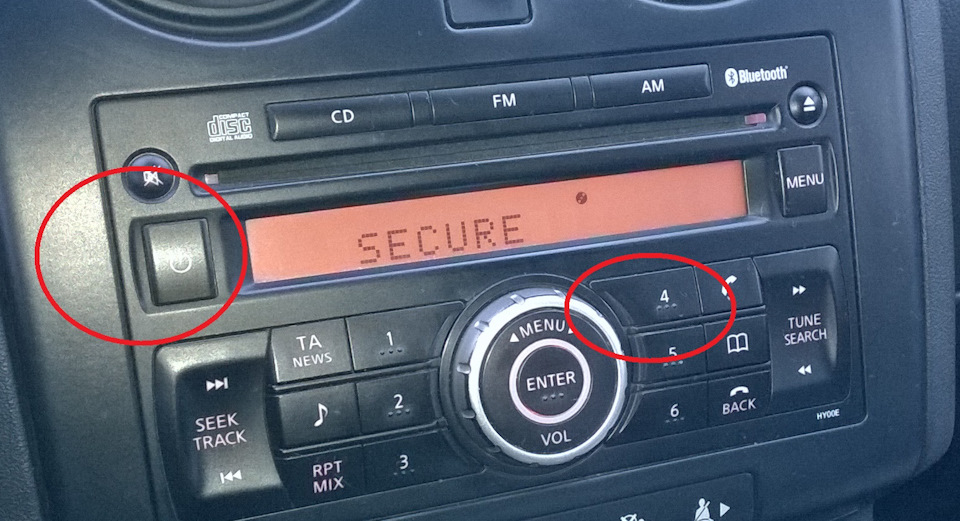 CD
FM
AM
Bluetooth
COMPACT
disc
DIGITAL AUDIO
SECURE
MENU
TA
NEWS
1
MENU
4
TUNE
SEARCH
5
ENTER
SEEK
TRACK
2
6
BACK
VOL
RPT
MIX
3
HY00E